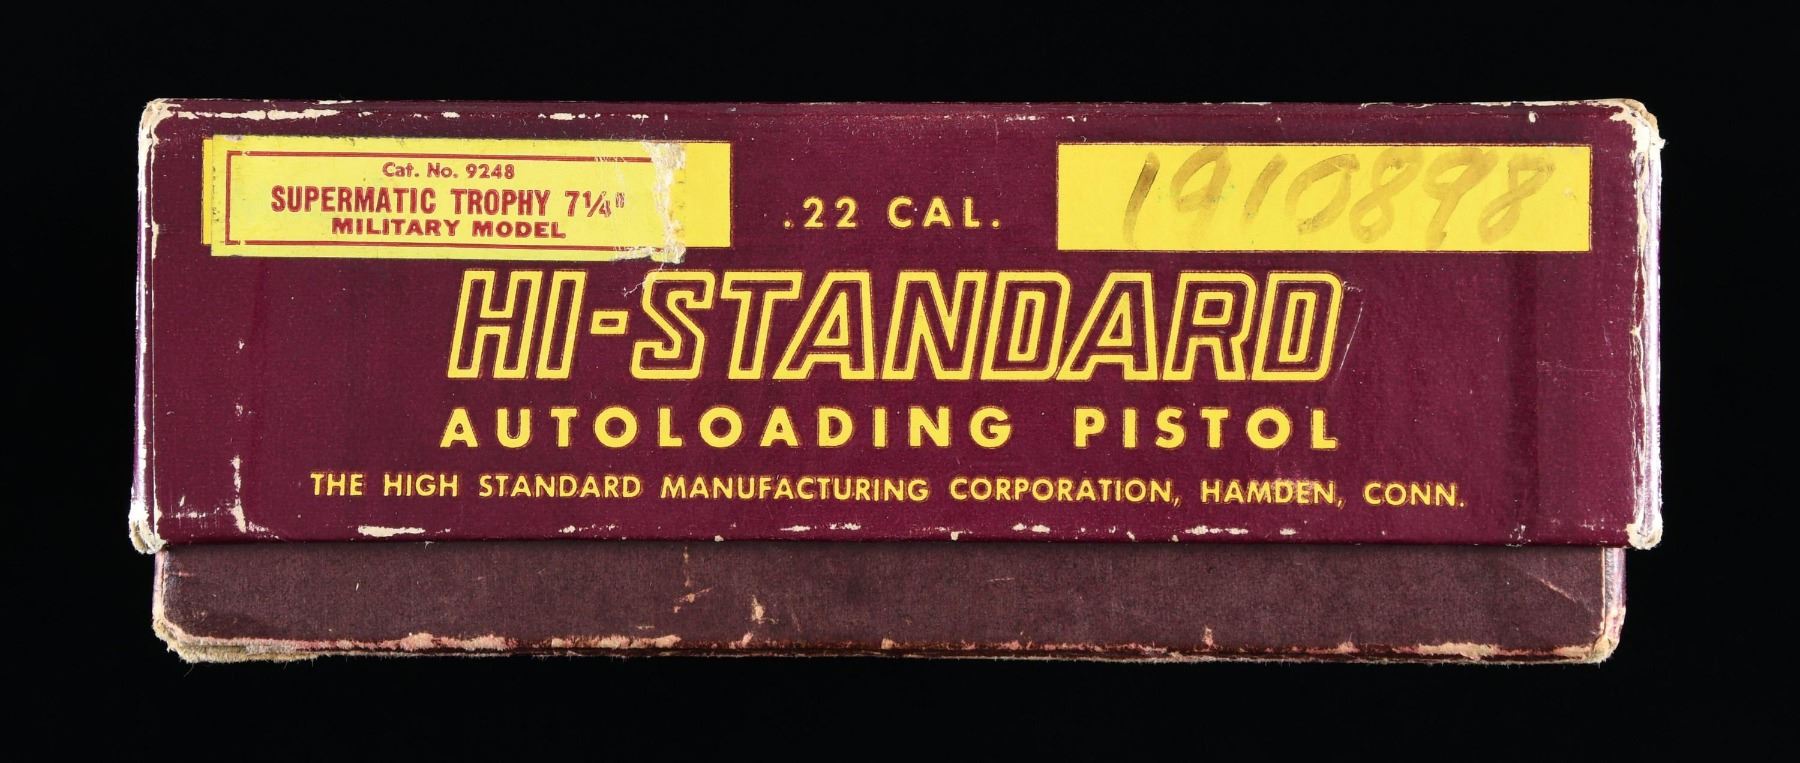 Cat. No. 9248
SUPERMATIC TROPHY 7¼"
MILITARY MODEL
.22 CAL.
1910898
HI-STANDARD
AUTOLOADING PISTOL
THE HIGH STANDARD MANUFACTURING CORPORATION, HAMDEN, CONN.